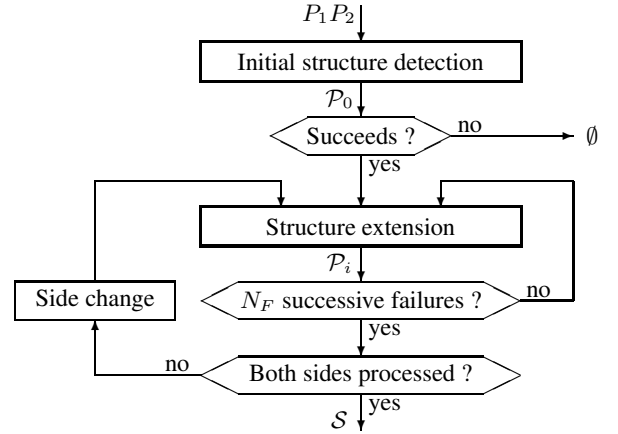 P₁P₂
Initial structure detection
𝒫₀
Succeeds ?
no
∅
yes
Structure extension
𝒫ᵢ
Side change
N_F successive failures ?
no
yes
no
Both sides processed ?
yes
𝒮